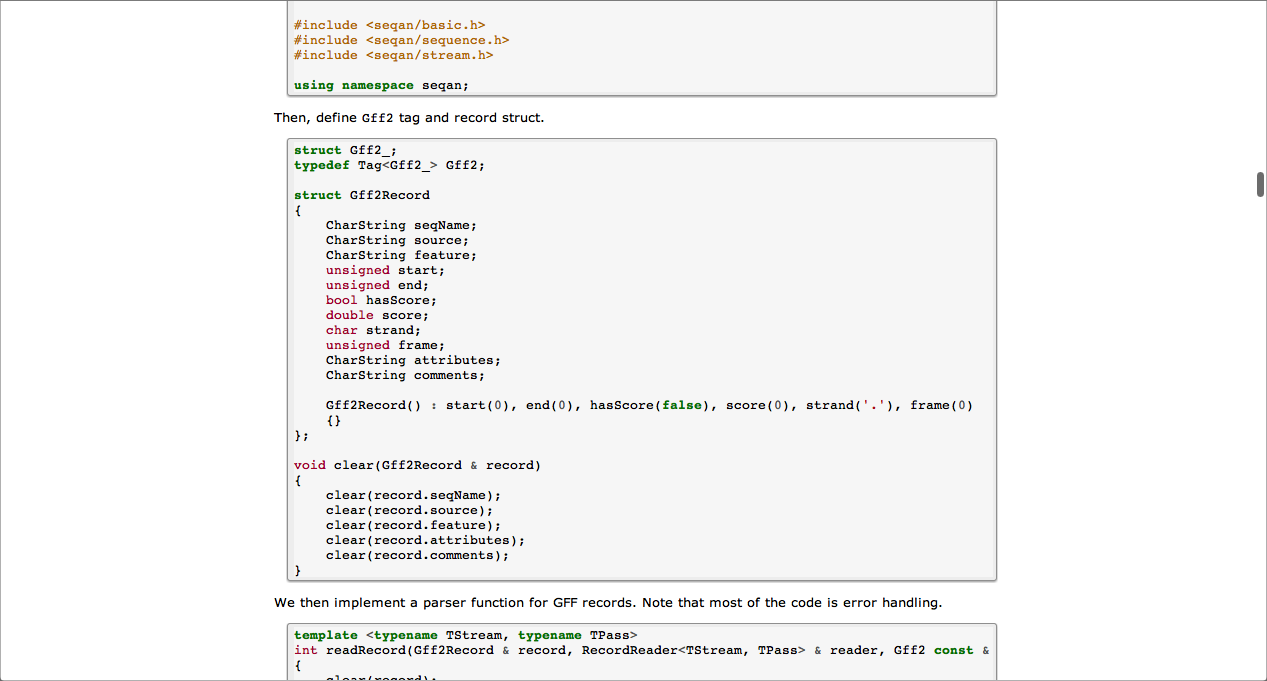 #include <seqan/basic.h>
#include <seqan/sequence.h>
#include <seqan/stream.h>
using namespace seqan;
Then, define Gff2 tag and record struct.
struct Gff2_;
typedef Tag<Gff2_> Gff2;
struct Gff2Record
{
    CharString seqName;
    CharString source;
    CharString feature;
    unsigned start;
    unsigned end;
    bool hasScore;
    double score;
    char strand;
    unsigned frame;
    CharString attributes;
    CharString comments;
    Gff2Record() : start(0), end(0), hasScore(false), score(0), strand('.'), frame(0)
    {}
};
void clear(Gff2Record & record)
{
    clear(record.seqName);
    clear(record.source);
    clear(record.feature);
    clear(record.attributes);
    clear(record.comments);
}
We then implement a parser function for GFF records. Note that most of the code is error handling.
template <typename TStream, typename TPass>
int readRecord(Gff2Record & record, RecordReader<TStream, TPass> & reader, Gff2 const &
{
    clear(record);